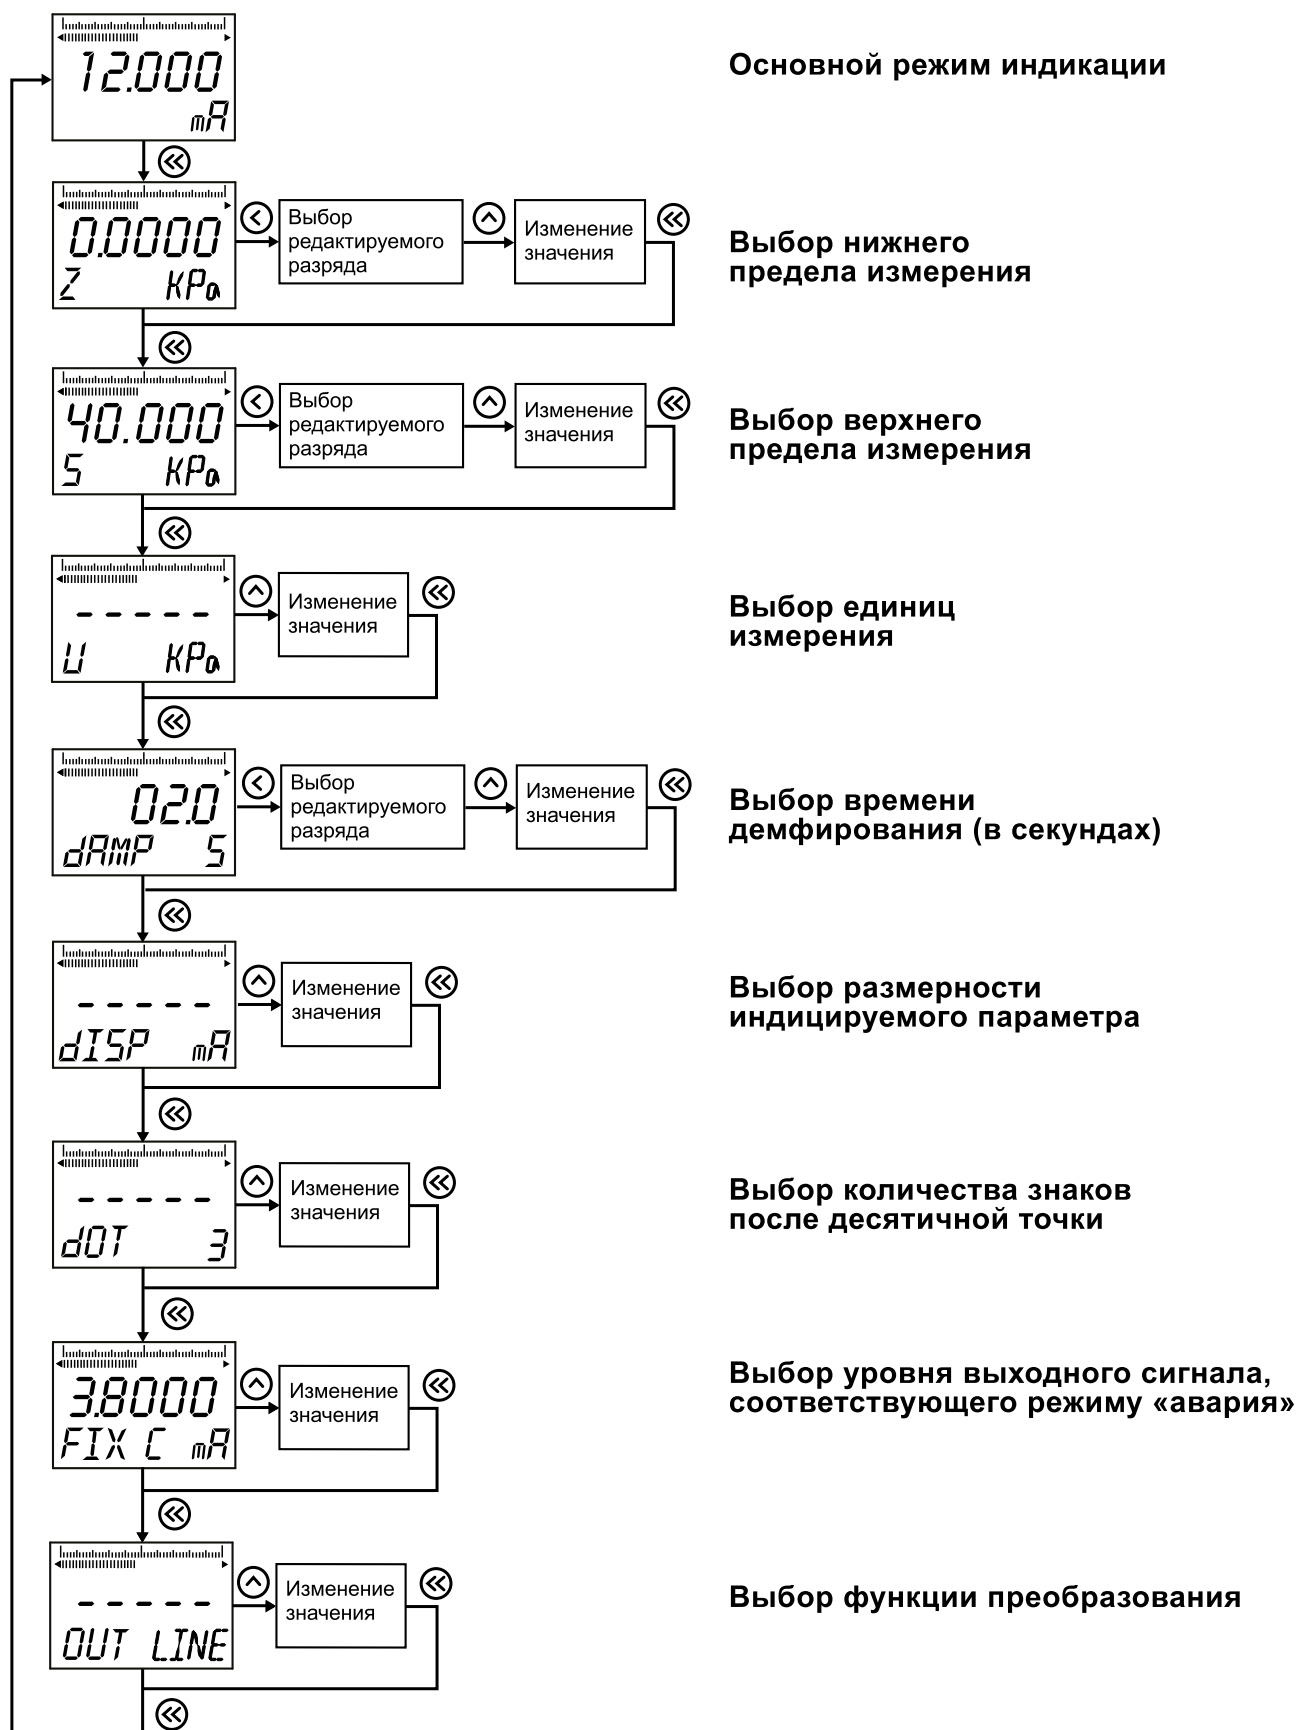 12.000
mA
Основной режим индикации
0.0000
Z KPa
Выбор
редактируемого
разряда
Изменение
значения
Выбор нижнего
предела измерения
40.000
S KPa
Выбор
редактируемого
разряда
Изменение
значения
Выбор верхнего
предела измерения
- - - - -
U KPa
Изменение
значения
Выбор единиц
измерения
02.0
dAMP S
Выбор
редактируемого
разряда
Изменение
значения
Выбор времени
демфирования (в секундах)
- - - - -
dISP mA
Изменение
значения
Выбор размерности
индицируемого параметра
- - - - -
dOT 3
Изменение
значения
Выбор количества знаков
после десятичной точки
3.8000
FIX C mA
Изменение
значения
Выбор уровня выходного сигнала,
соответствующего режиму «авария»
- - - - -
OUT LINE
Изменение
значения
Выбор функции преобразования